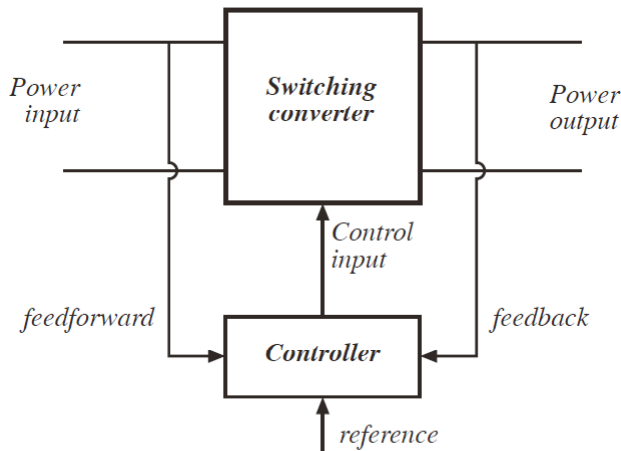 Switching
converter
Power
input
Power
output
Control
input
feedforward
feedback
Controller
reference